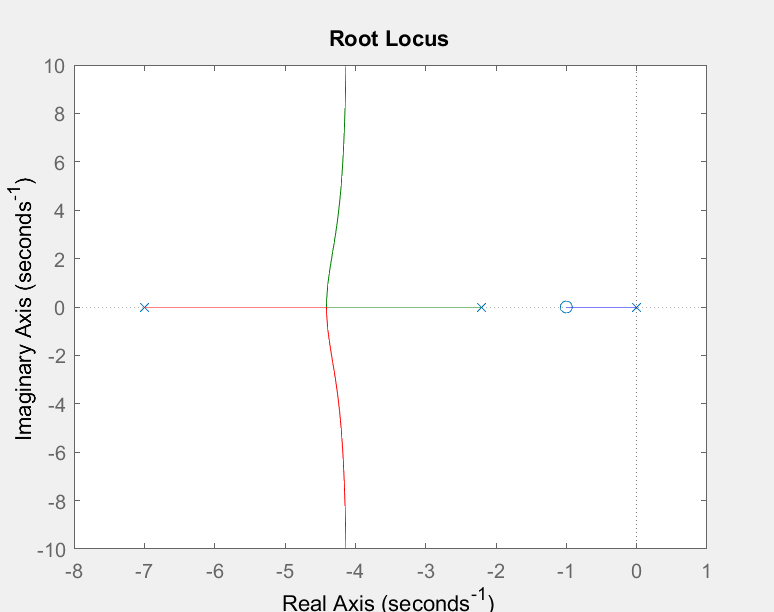 Root Locus
10
8
6
4
2
0
-2
-4
-6
-8
-10
-8 -7 -6 -5 -4 -3 -2 -1 0 1
Imaginary Axis (seconds⁻¹)
Real Axis (seconds⁻¹)